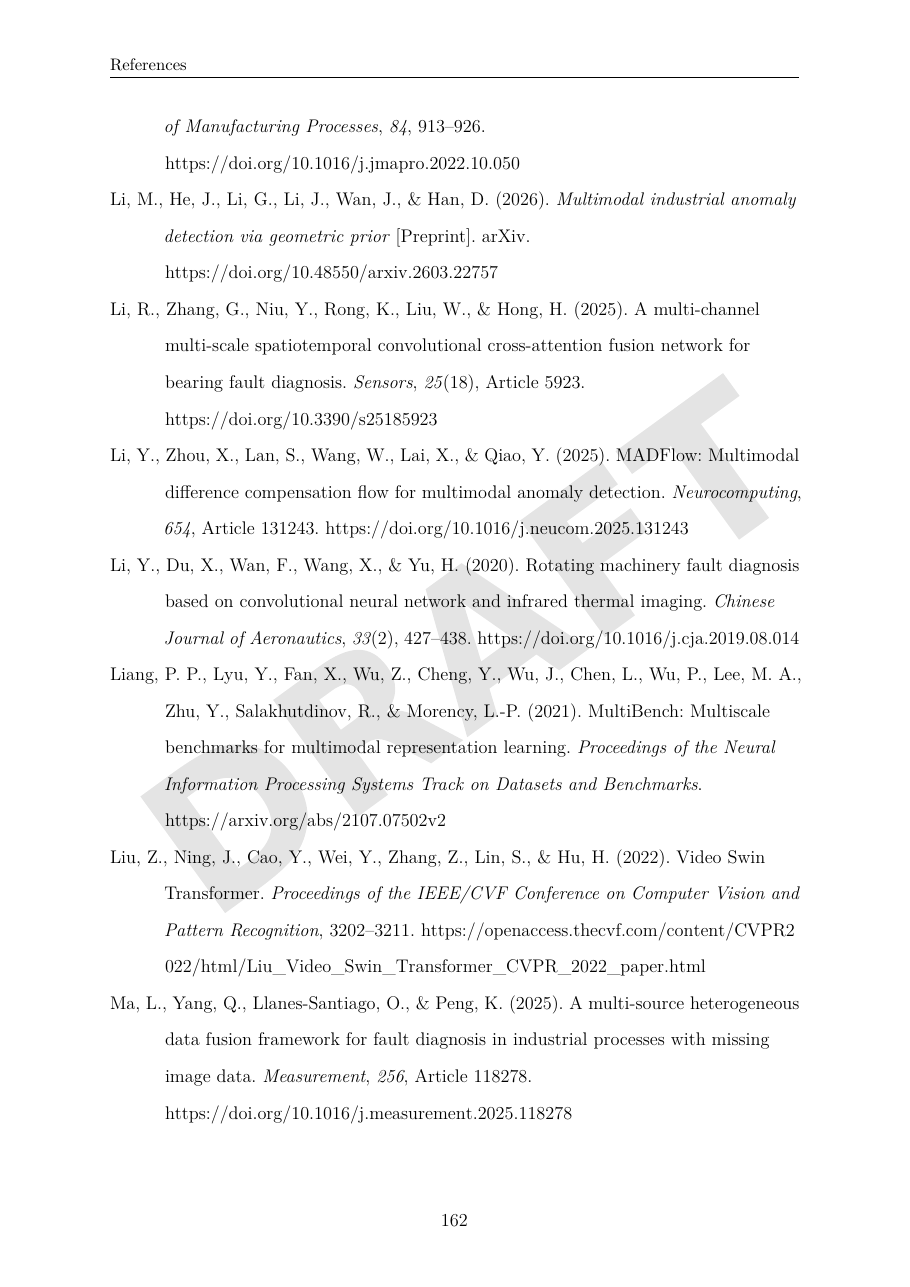 References
of Manufacturing Processes, 84, 913–926.
https://doi.org/10.1016/j.jmapro.2022.10.050
Li, M., He, J., Li, G., Li, J., Wan, J., & Han, D. (2026). Multimodal industrial anomaly
detection via geometric prior [Preprint]. arXiv.
https://doi.org/10.48550/arxiv.2603.22757
Li, R., Zhang, G., Niu, Y., Rong, K., Liu, W., & Hong, H. (2025). A multi-channel
multi-scale spatiotemporal convolutional cross-attention fusion network for
bearing fault diagnosis. Sensors, 25(18), Article 5923.
https://doi.org/10.3390/s25185923
Li, Y., Zhou, X., Lan, S., Wang, W., Lai, X., & Qiao, Y. (2025). MADFlow: Multimodal
difference compensation flow for multimodal anomaly detection. Neurocomputing,
654, Article 131243. https://doi.org/10.1016/j.neucom.2025.131243
Li, Y., Du, X., Wan, F., Wang, X., & Yu, H. (2020). Rotating machinery fault diagnosis
based on convolutional neural network and infrared thermal imaging. Chinese
Journal of Aeronautics, 33(2), 427–438. https://doi.org/10.1016/j.cja.2019.08.014
Liang, P. P., Lyu, Y., Fan, X., Wu, Z., Cheng, Y., Wu, J., Chen, L., Wu, P., Lee, M. A.,
Zhu, Y., Salakhutdinov, R., & Morency, L.-P. (2021). MultiBench: Multiscale
benchmarks for multimodal representation learning. Proceedings of the Neural
Information Processing Systems Track on Datasets and Benchmarks.
https://arxiv.org/abs/2107.07502v2
Liu, Z., Ning, J., Cao, Y., Wei, Y., Zhang, Z., Lin, S., & Hu, H. (2022). Video Swin
Transformer. Proceedings of the IEEE/CVF Conference on Computer Vision and
Pattern Recognition, 3202–3211. https://openaccess.thecvf.com/content/CVPR2
022/html/Liu_Video_Swin_Transformer_CVPR_2022_paper.html
Ma, L., Yang, Q., Llanes-Santiago, O., & Peng, K. (2025). A multi-source heterogeneous
data fusion framework for fault diagnosis in industrial processes with missing
image data. Measurement, 256, Article 118278.
https://doi.org/10.1016/j.measurement.2025.118278
DRAFT
162